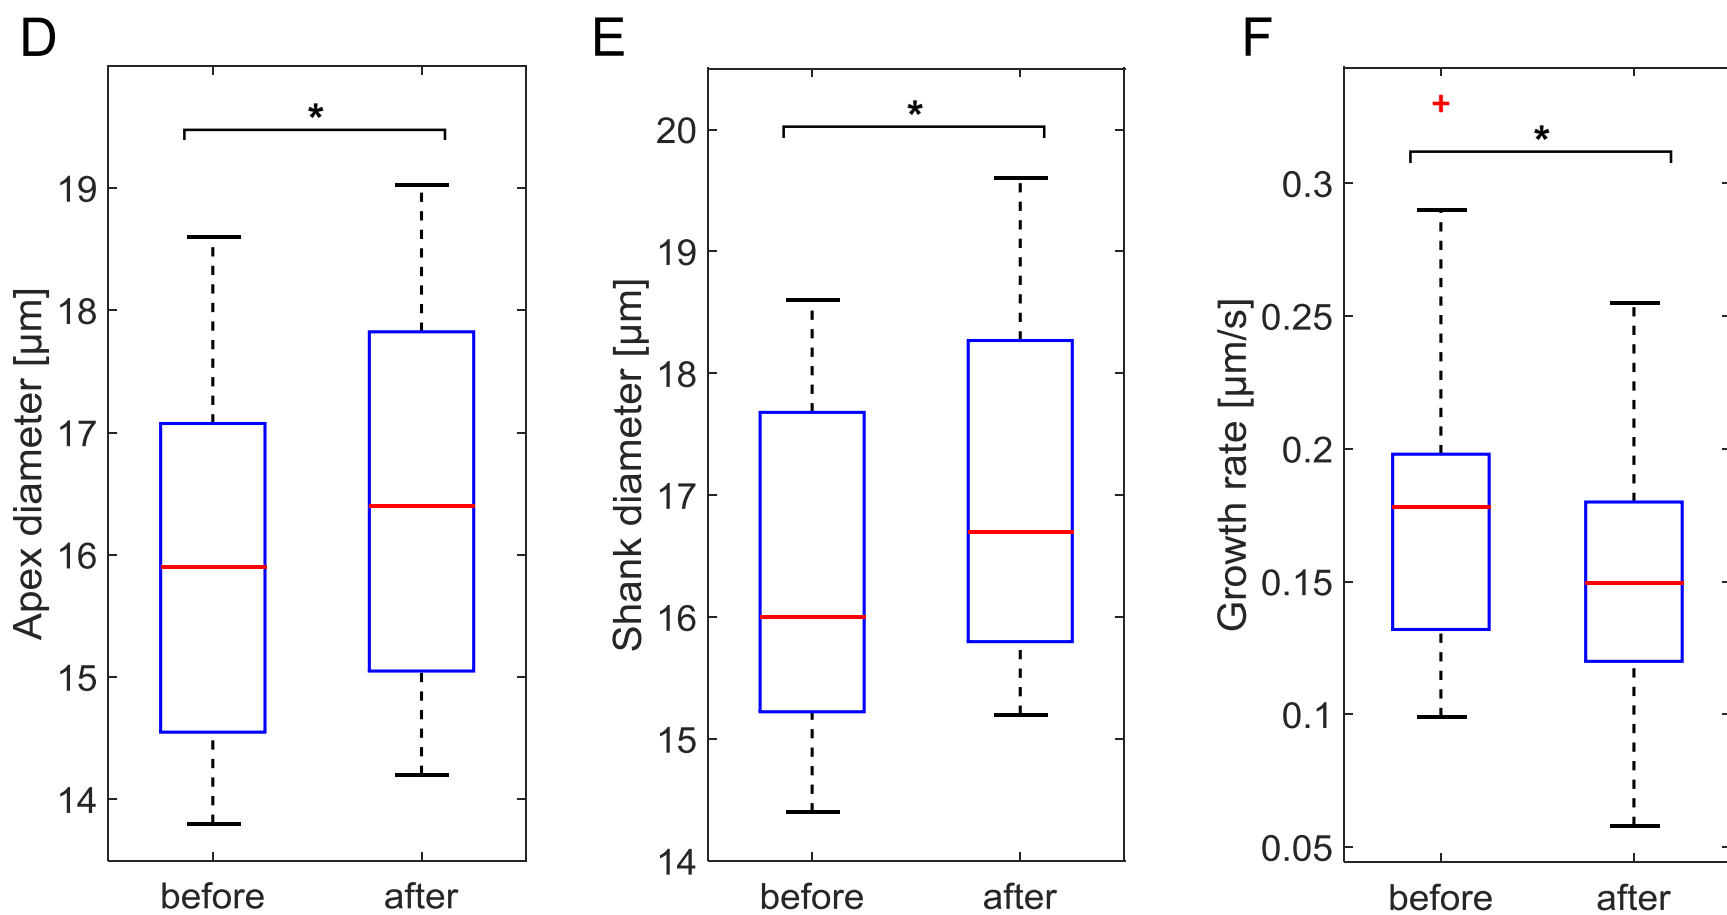 D
*
19
18
17
16
15
14
Apex diameter [µm]
before after
E
*
20
19
18
17
16
15
14
Shank diameter [µm]
before after
F
+
*
0.3
0.25
0.2
0.15
0.1
0.05
Growth rate [µm/s]
before after